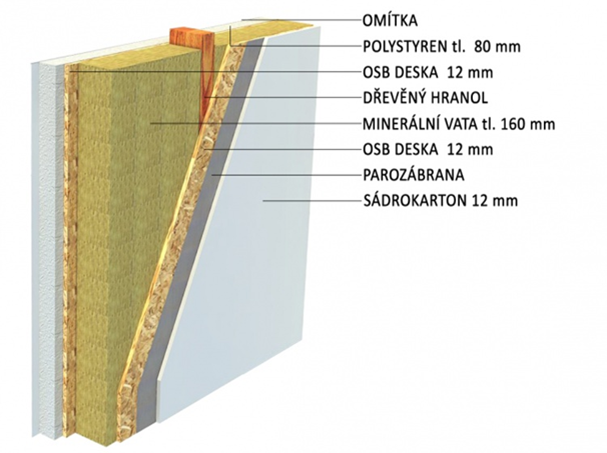 OMÍTKA
POLYSTYREN tl. 80 mm
OSB DESKA 12 mm
DŘEVĚNÝ HRANOL
MINERÁLNÍ VATA tl. 160 mm
OSB DESKA 12 mm
PAROZÁBRANA
SÁDROKARTON 12 mm